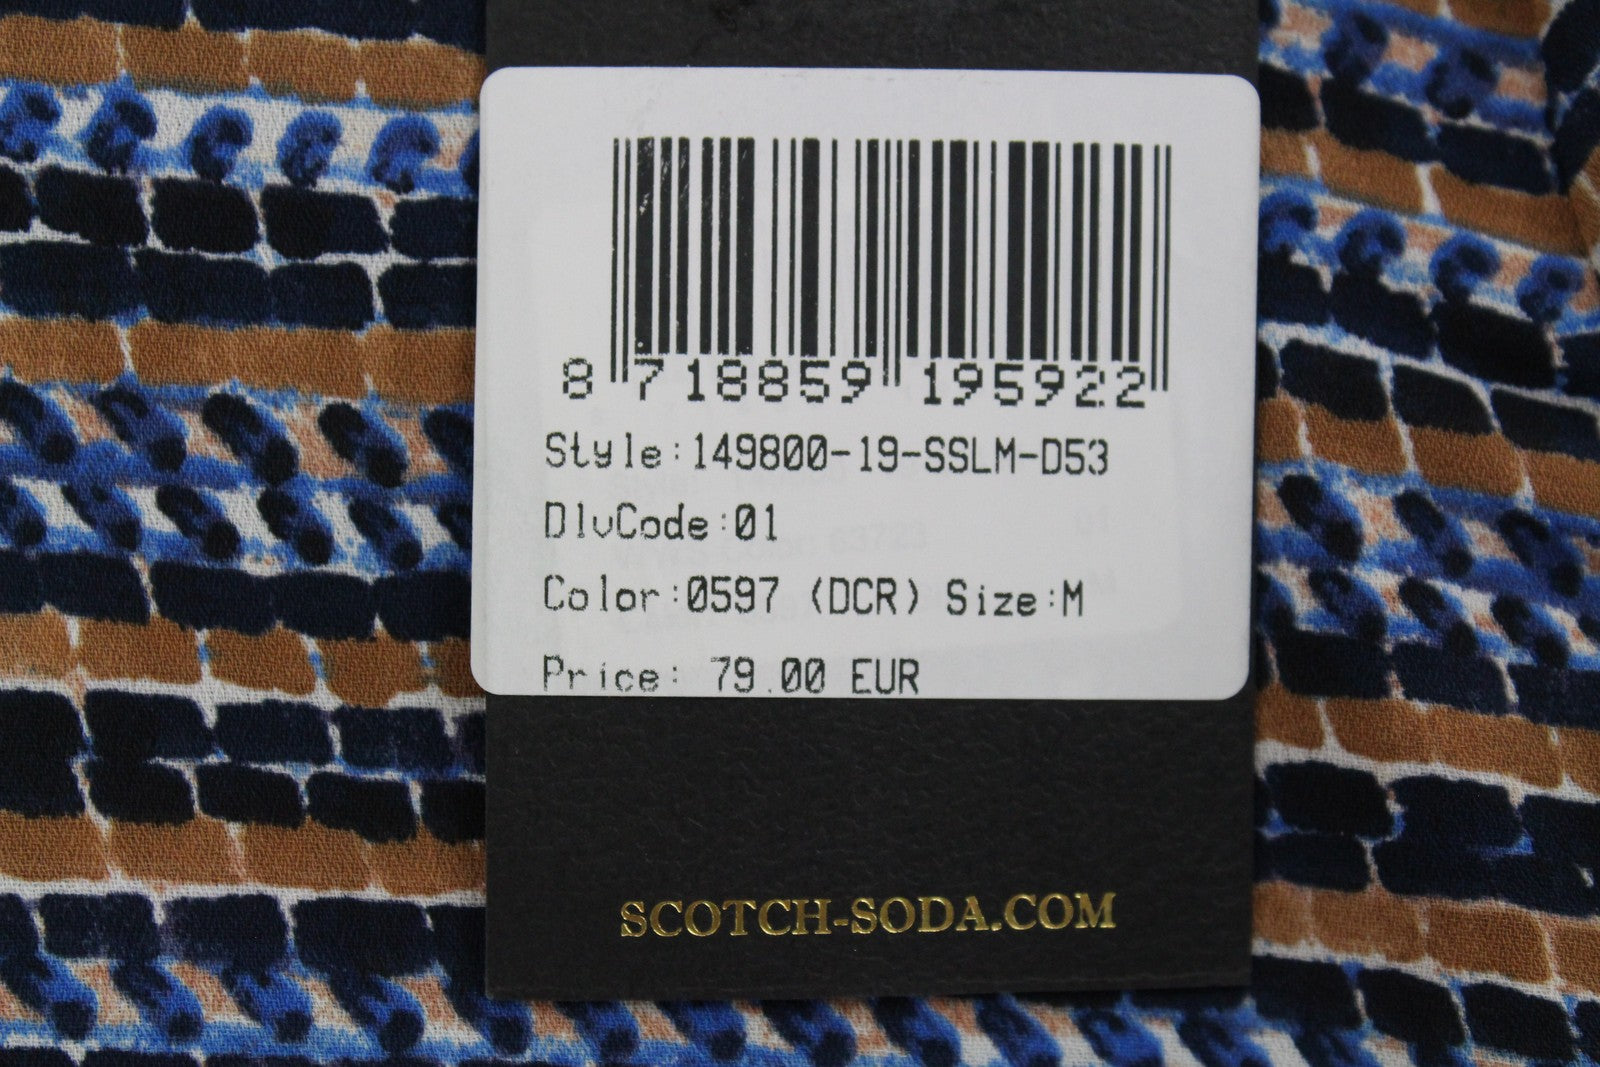 8 718859 195922
Style:149800-19-SSLM-D53
DlvCode:01
Color:0597 (DCR) Size:M
Price: 79.00 EUR
SCOTCH-SODA.COM